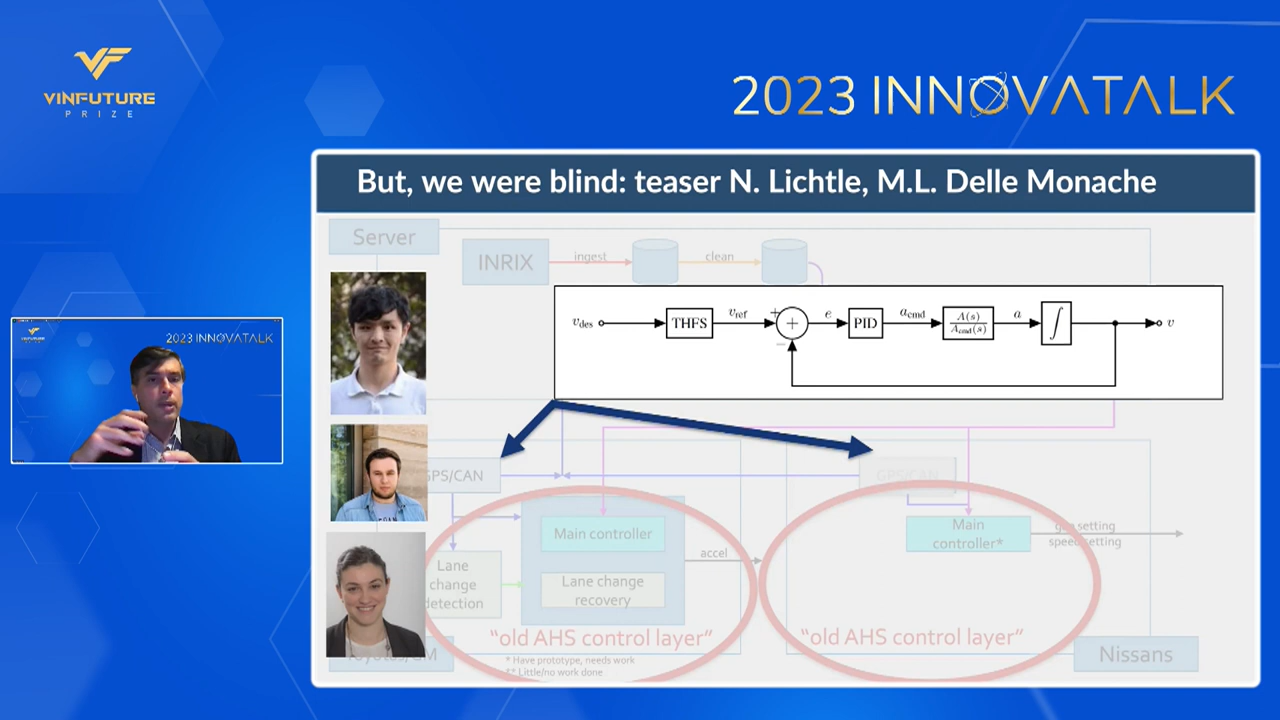 VINFUTURE
PRIZE
2023 INNOVATALK
But, we were blind: teaser N. Lichtle, M.L. Delle Monache
Server
INRIX
ingest
clean
v_des
THFS
v_ref
+
−
+
e
PID
a_cmd
A(s)
A_cmd(s)
a
∫
v
2023 INNOVATALK
GPS/CAN
GPS/CAN
Main controller
Main
controller*
gap setting
speed setting
accel
Lane
change
detection
Lane change
recovery
"old AHS control layer"
"old AHS control layer"
* Have prototype, needs work
** Little/no work done
Nissans